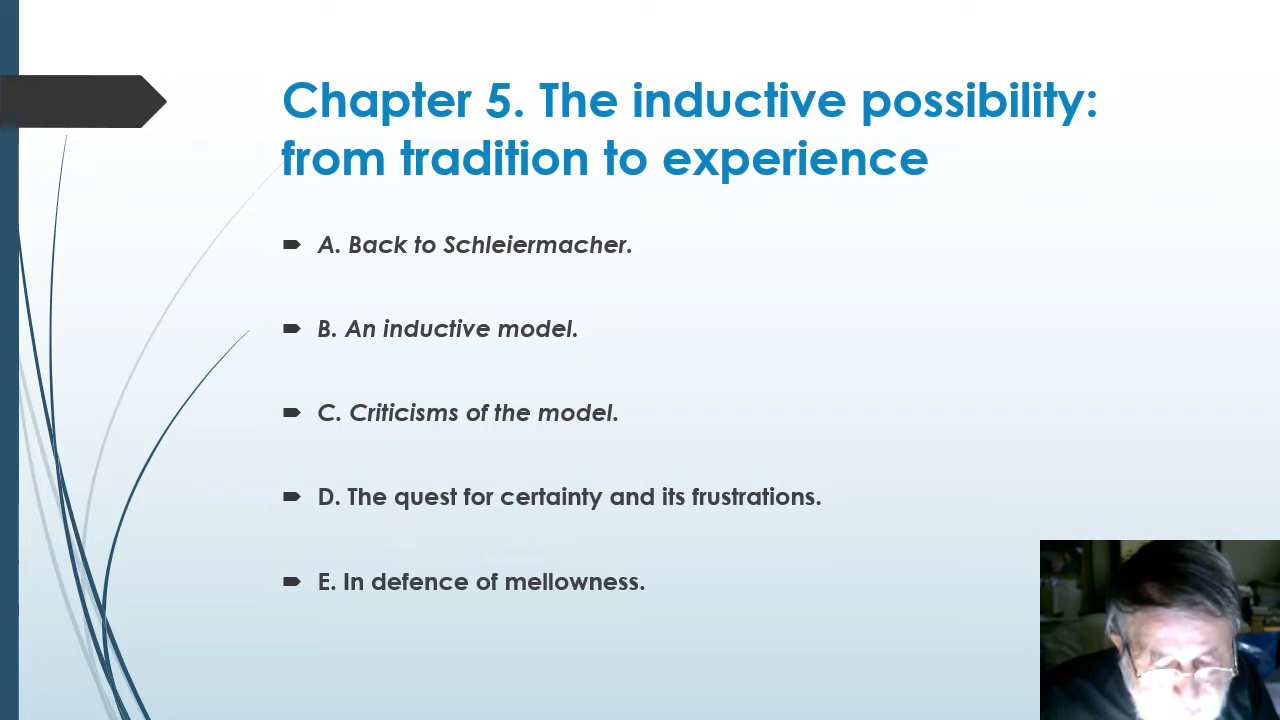 Chapter 5. The inductive possibility:
from tradition to experience
A. Back to Schleiermacher.
B. An inductive model.
C. Criticisms of the model.
D. The quest for certainty and its frustrations.
E. In defence of mellowness.